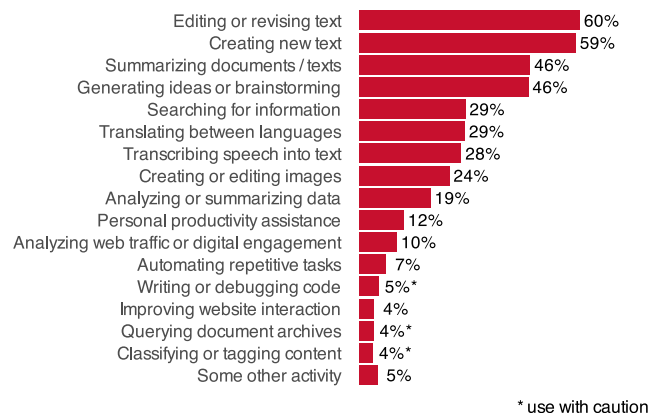 Editing or revising text 60%
Creating new text 59%
Summarizing documents / texts 46%
Generating ideas or brainstorming 46%
Searching for information 29%
Translating between languages 29%
Transcribing speech into text 28%
Creating or editing images 24%
Analyzing or summarizing data 19%
Personal productivity assistance 12%
Analyzing web traffic or digital engagement 10%
Automating repetitive tasks 7%
Writing or debugging code 5%*
Improving website interaction 4%
Querying document archives 4%*
Classifying or tagging content 4%*
Some other activity 5%
* use with caution